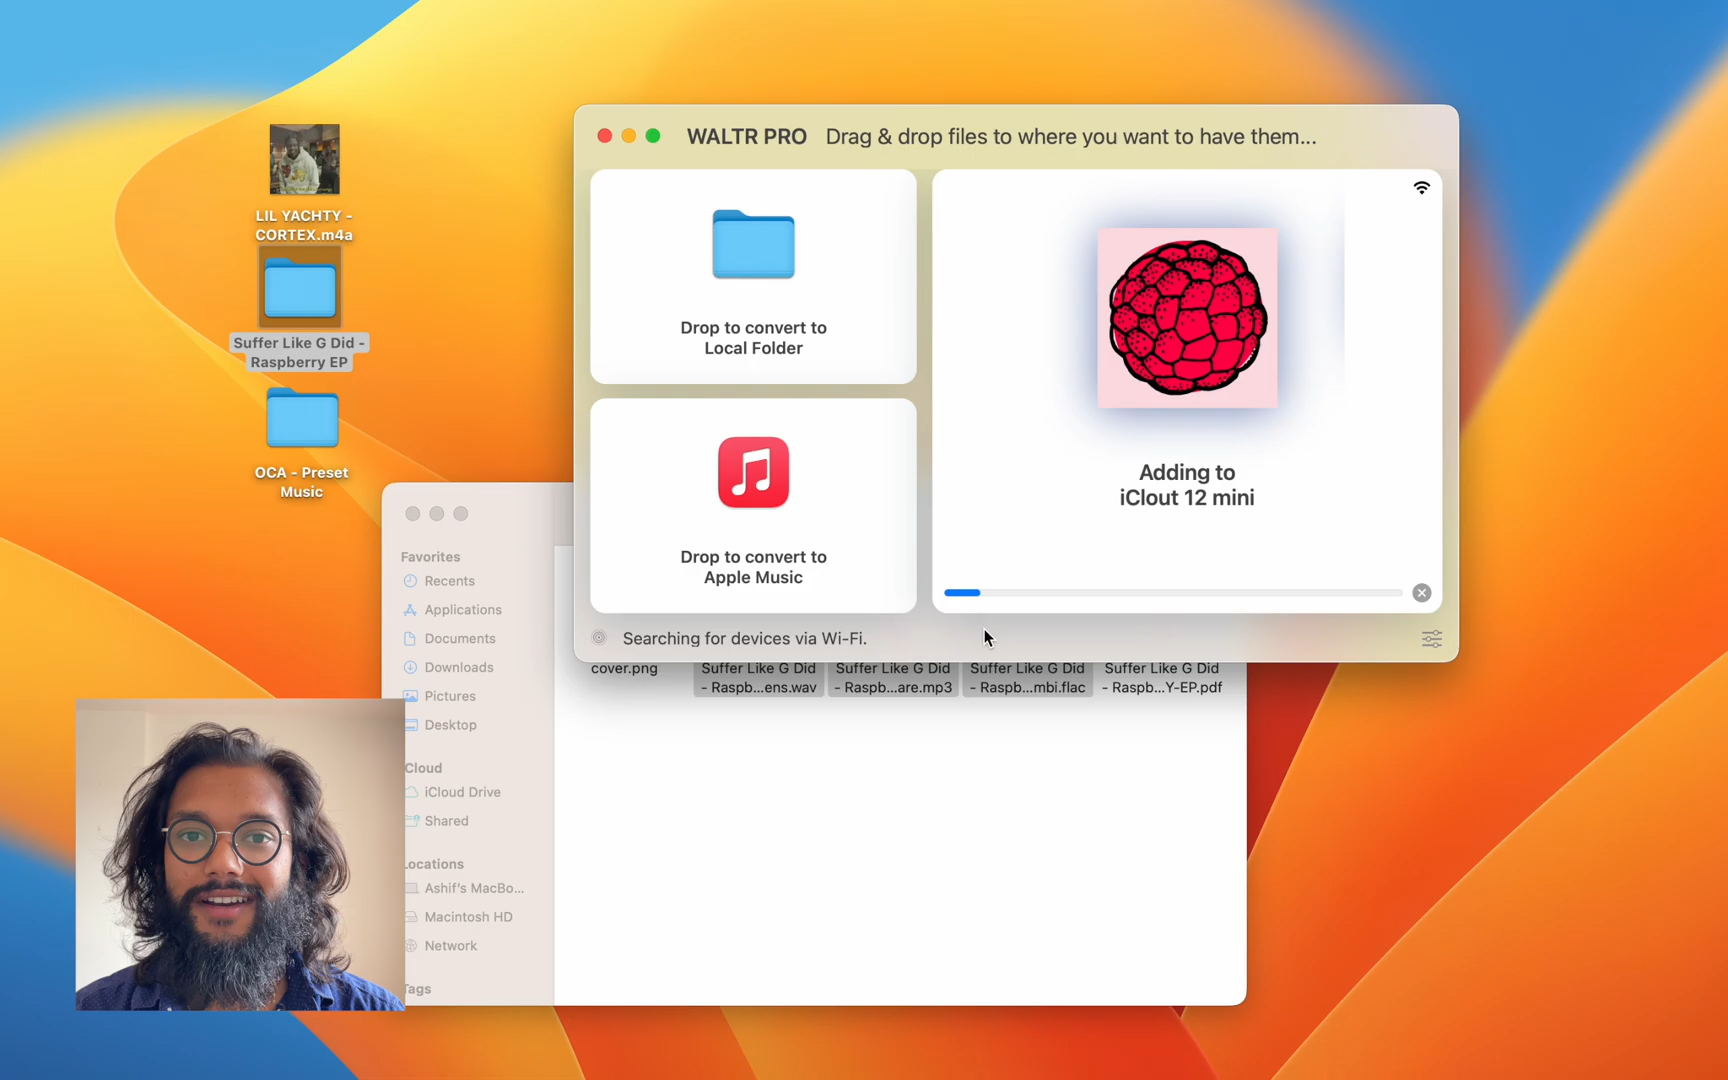 LIL YACHTY -
CORTEX.m4a
Suffer Like G Did -
Raspberry EP
OCA - Preset
Music
WALTR PRO Drag & drop files to where you want to have them...
Drop to convert to
Local Folder
Drop to convert to
Apple Music
Adding to
iClout 12 mini
Searching for devices via Wi-Fi.
Favorites
Recents
Applications
Documents
Downloads
Pictures
Desktop
Cloud
iCloud Drive
Shared
Locations
Ashif's MacBo...
Macintosh HD
Network
Tags
cover.png
Suffer Like G Did
- Raspb...ens.wav
Suffer Like G Did
- Raspb...are.mp3
Suffer Like G Did
- Raspb...mbi.flac
Suffer Like G Did
- Raspb...Y-EP.pdf